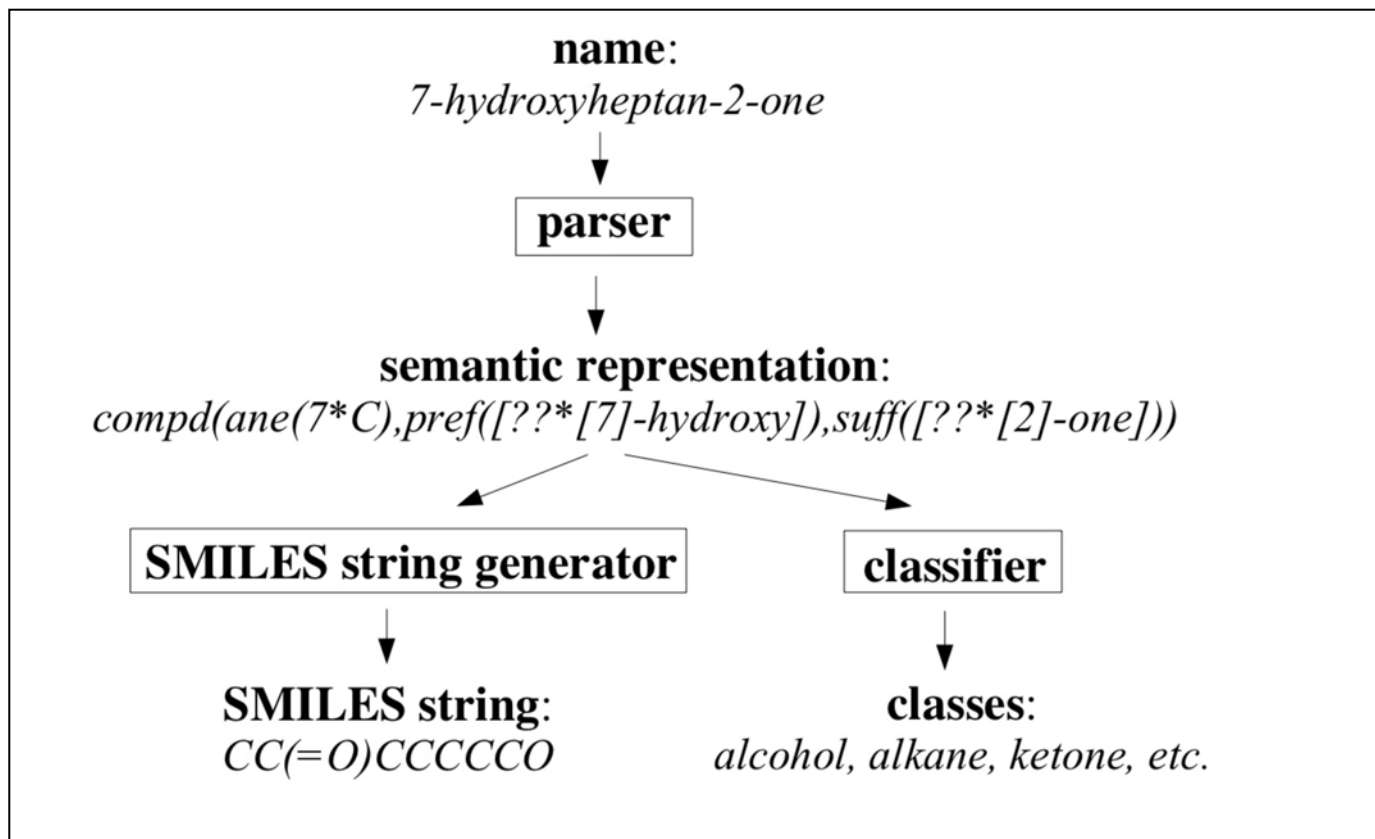 name:
7-hydroxyheptan-2-one
parser
semantic representation:
compd(ane(7*C),pref([??*[7]-hydroxy]),suff([??*[2]-one]))
SMILES string generator
classifier
SMILES string:
CC(=O)CCCCCO
classes:
alcohol, alkane, ketone, etc.